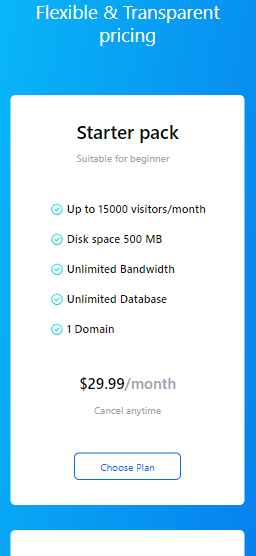 Flexible & Transparent
pricing
Starter pack
Suitable for beginner
Up to 15000 visitors/month
Disk space 500 MB
Unlimited Bandwidth
Unlimited Database
1 Domain
$29.99/month
Cancel anytime
Choose Plan